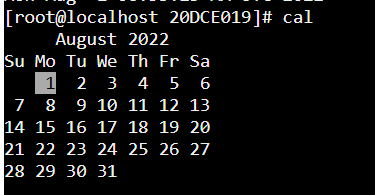 [root@localhost 20DCE019]# cal
August 2022
Su Mo Tu We Th Fr Sa
1 2 3 4 5 6
7 8 9 10 11 12 13
14 15 16 17 18 19 20
21 22 23 24 25 26 27
28 29 30 31